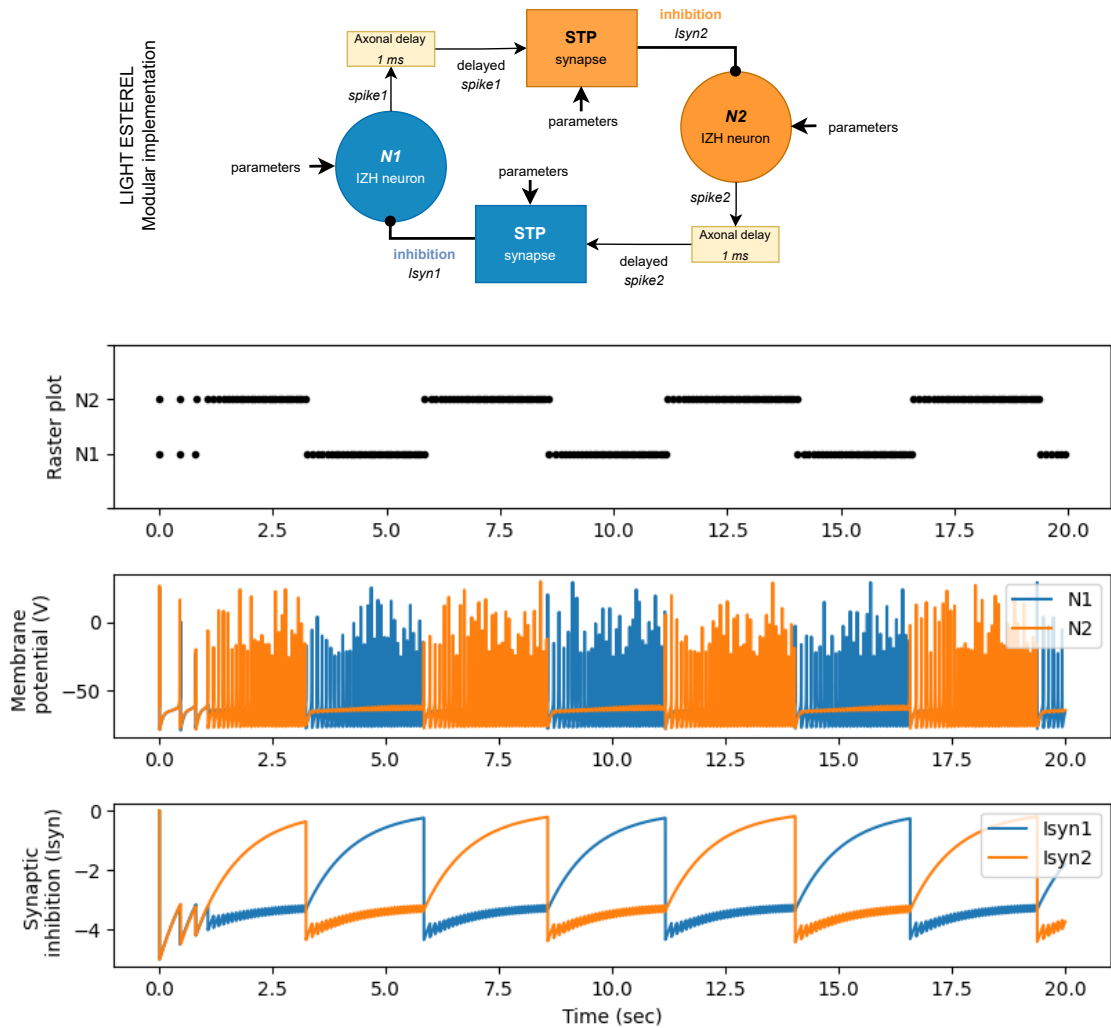 LIGHT ESTEREL
Modular implementation
Axonal delay
1 ms
delayed
spike1
spike1
STP
synapse
parameters
inhibition
Isyn2
N2
IZH neuron
parameters
spike2
Axonal delay
1 ms
delayed
spike2
parameters
STP
synapse
inhibition
Isyn1
parameters
N1
IZH neuron
Raster plot
N2
N1
0.0 2.5 5.0 7.5 10.0 12.5 15.0 17.5 20.0
Membrane
potential (V)
0
−50
N1
N2
0.0 2.5 5.0 7.5 10.0 12.5 15.0 17.5 20.0
Synaptic
inhibition (Isyn)
0
−2
−4
Isyn1
Isyn2
0.0 2.5 5.0 7.5 10.0 12.5 15.0 17.5 20.0
Time (sec)